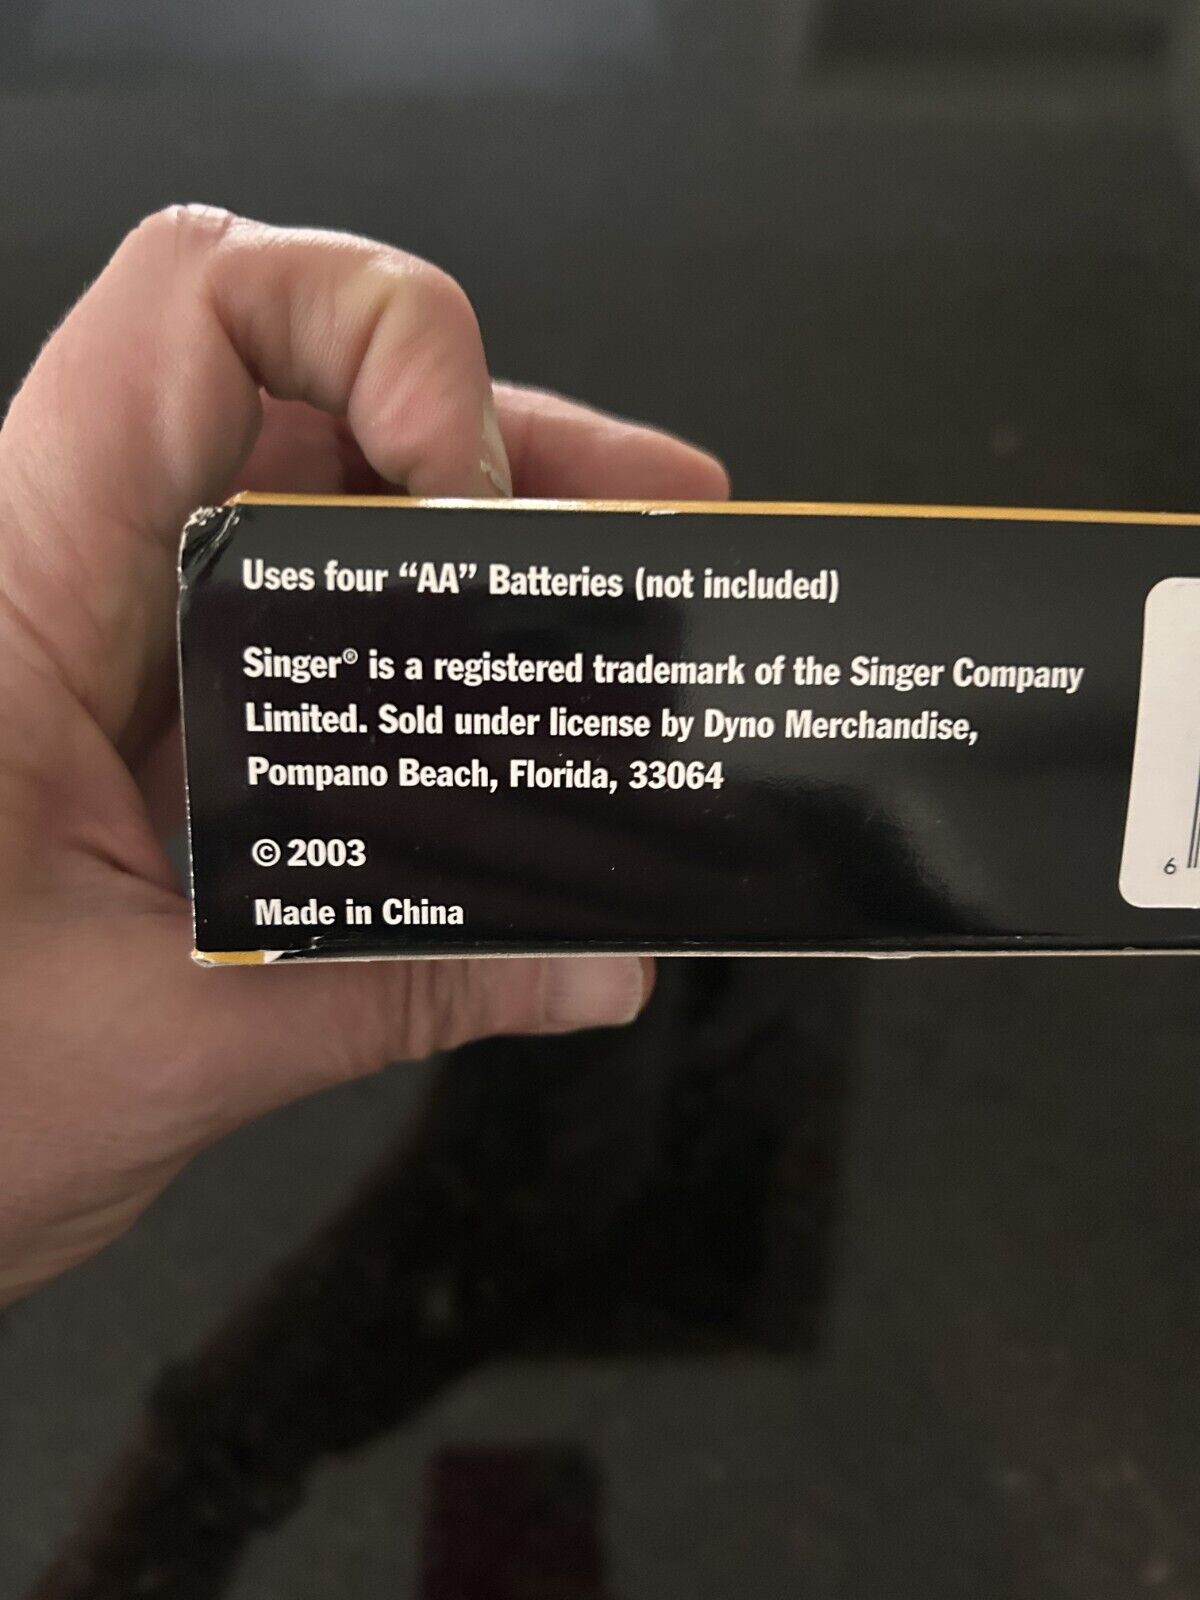 Uses four “AA” Batteries (not included)
Singer® is a registered trademark of the Singer Company
Limited. Sold under license by Dyno Merchandise,
Pompano Beach, Florida, 33064
© 2003
Made in China
6